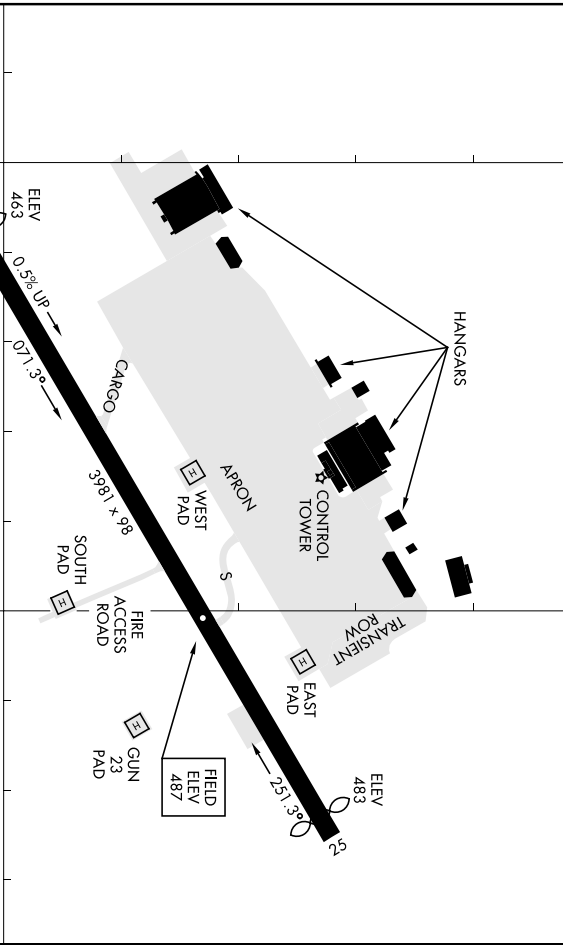 ELEV
463
0.5% UP
071.3°
CARGO
3981 x 98
HANGARS
APRON
WEST
PAD
CONTROL
TOWER
SOUTH
PAD
S
FIRE
ACCESS
ROAD
TRANSIENT
ROW
H
H
H
H
EAST
PAD
GUN
23
PAD
FIELD
ELEV
487
251.3°
ELEV
483
25